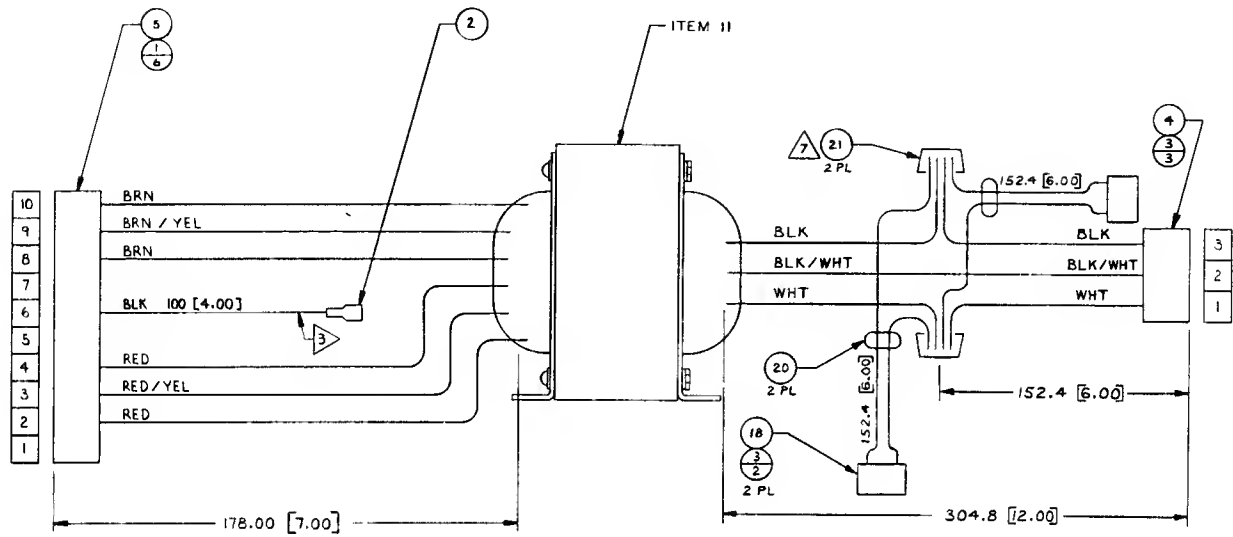 5
1
6
2
ITEM 11
4
3
3
7
21
2 PL
152.4 [6.00]
10
9
8
7
6
5
4
3
2
1
BRN
BRN / YEL
BRN
BLK 100 [4.00]
3
RED
RED / YEL
RED
BLK
BLK/WHT
WHT
BLK
BLK/WHT
WHT
3
2
1
20
2 PL
152.4 [6.00]
152.4 [6.00]
18
3
2
2 PL
178.00 [7.00]
304.8 [12.00]